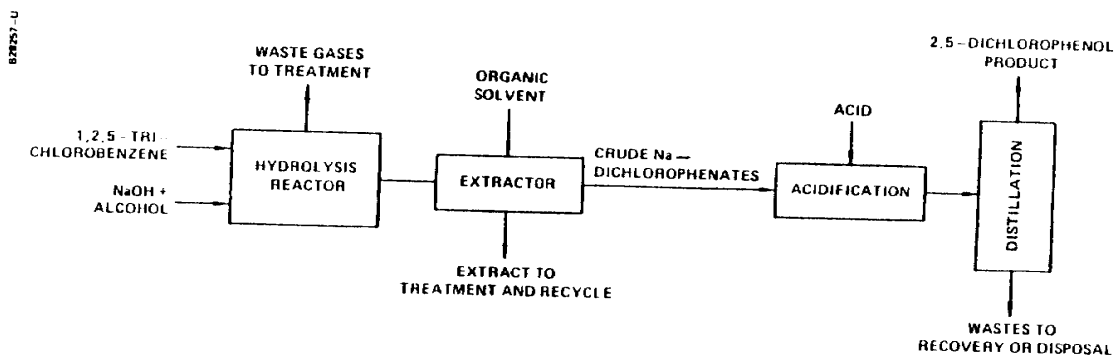 B29257-U
WASTE GASES
TO TREATMENT
1,2,5-TRI-
CHLOROBENZENE
NaOH +
ALCOHOL
HYDROLYSIS
REACTOR
ORGANIC
SOLVENT
EXTRACTOR
EXTRACT TO
TREATMENT AND RECYCLE
CRUDE Na—
DICHLOROPHENATES
ACID
ACIDIFICATION
2,5-DICHLOROPHENOL
PRODUCT
DISTILLATION
WASTES TO
RECOVERY OR DISPOSAL